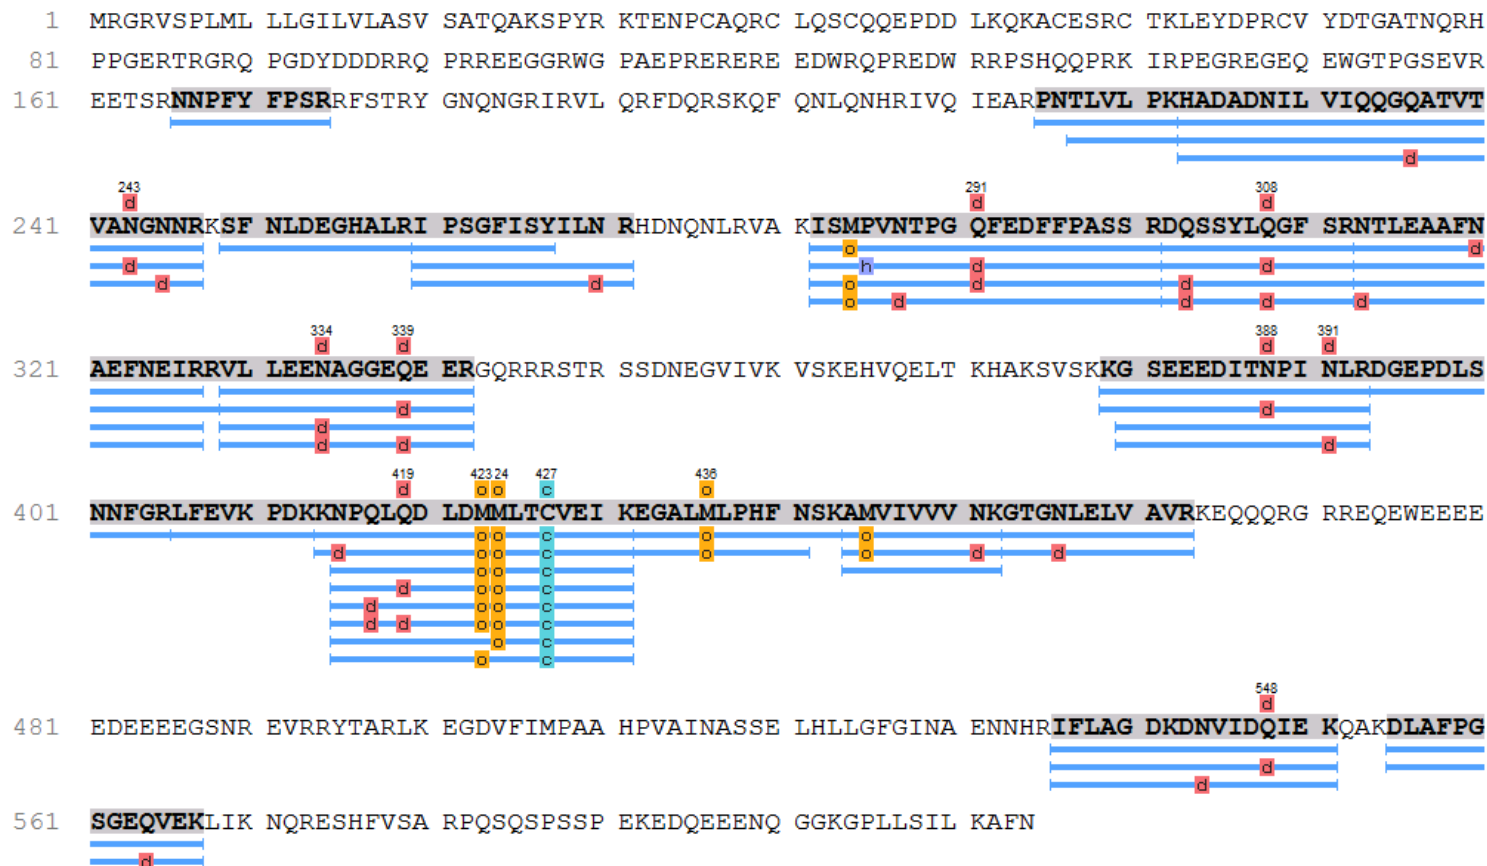 1 MRGRVSPLML LLLGILVLASV SATQAKSPYR KTENPCAQRC LQSCQQEPDD LKQKACESRC TKLEYDPRCV YDTGATNQRH
81 PPGERTRGRQ PGDYDDDRRQ PRREEGGRWG PAEPRERERE EDWRQPREDW RRPSHQQPRK IRPEGREGEQ EWGTPGSEVR
161 EETSRNNPFYY FPSRRFSTRY GNQNGRIRVL QRFDQRSKQF QNLQNHRIVQ IEARPNTLVLP PKHADADNIL VIQQGQATVT
d
243
d
241 VANGNNRKSF NLDEGHALRI PSGFISYILN RHDNQNLRVA KISMPVNTPG QFEDFFPASS RDQSSYLQGF SRNTLEAAFN
291
d
308
d
o d
d h d d
d d o d d
o d d d d
334 339 388 391
d d d d
321 AEFNEIRRVL LEENAGGEQE ERGQRRRSTR SSDNEGVIVK VSKEHVQELT KHAKSVSKKG SEEEDITNPI NLRDGEPDLS
d d
d
d d d
419 423 24 427 436
d o o c o
401 NNFGRLFEVK PDKKNPQLQD LDMMLTCVEI KEGALMLPHF NSKAMVIVVV NKGTGNLELV AVRKEQQQRG RREQEWEEEE
o o c o o
d o o c o o d d
o o c
d o o c
d o o c
d d o o c
o c
o c
548
d
481 EDEEEEGSNR EVRRYTARLK EGDVFIMPAA HPVAINASSE LHLLGFGINA ENNHRIFLAG DKDNVIDQIE KQAKDLAFPG
d
d
561 SGEQVEKLIK NQRESHFVSA RPQSQSPSSP EKEDQEEENQ GGKGPLLSIL KAFN
d